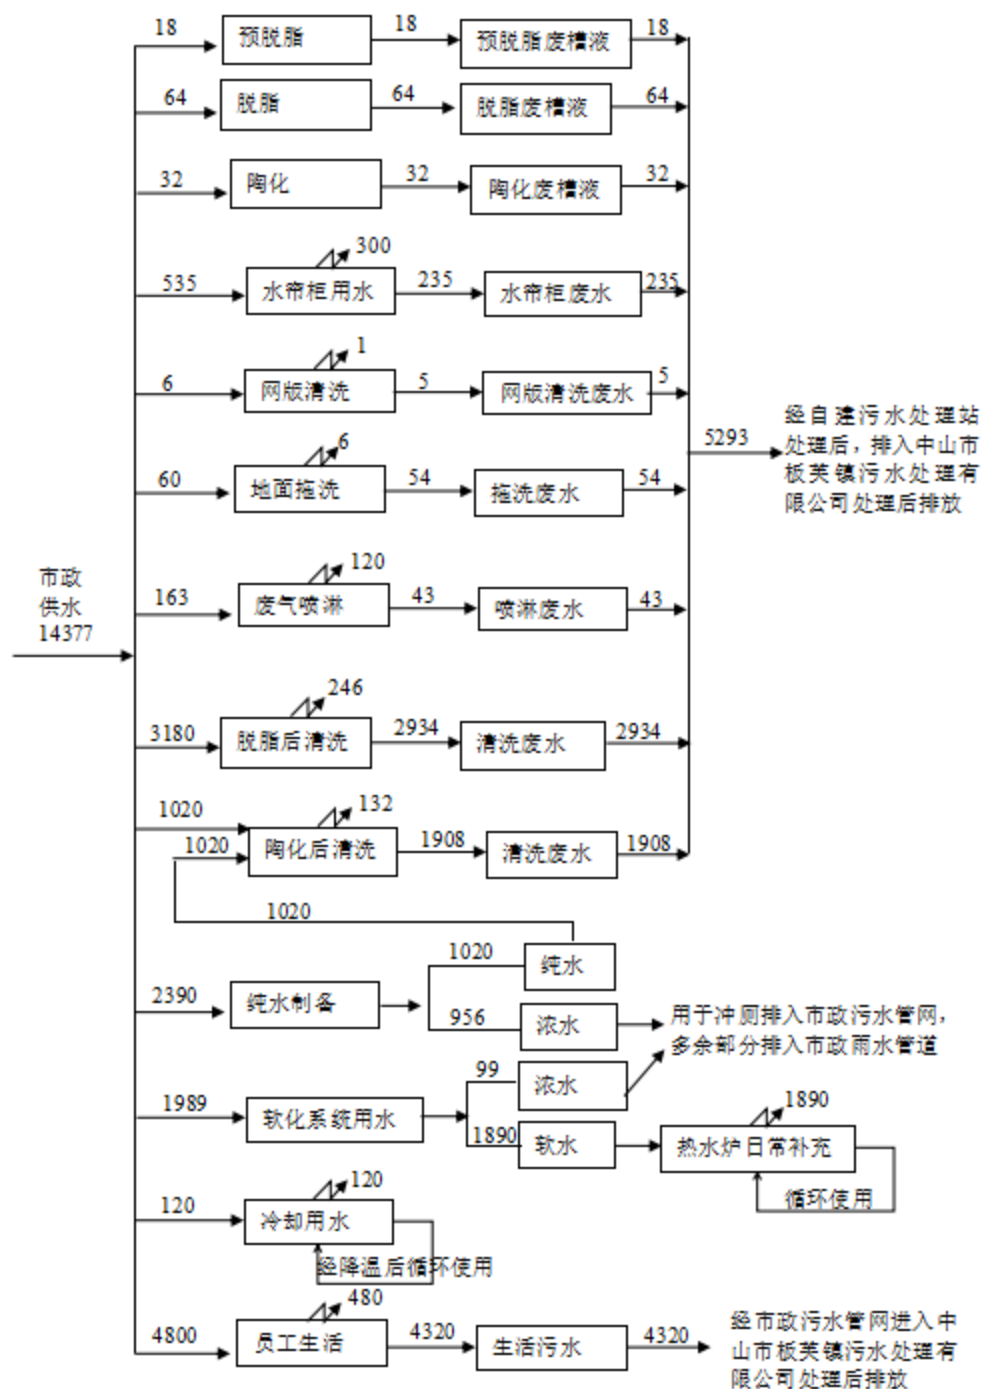 18
预脱脂
18
预脱脂废槽液
18
64
脱脂
64
脱脂废槽液
64
32
陶化
32
陶化废槽液
32
300
535
水帘柜用水
235
水帘柜废水
235
1
6
网版清洗
5
网版清洗废水
5
6
60
地面拖洗
54
拖洗废水
54
5293
经自建污水处理站
处理后，排入中山市
板芙镇污水处理有
限公司处理后排放
市政
供水
14377
120
163
废气喷淋
43
喷淋废水
43
246
3180
脱脂后清洗
2934
清洗废水
2934
132
1020
1020
陶化后清洗
1908
清洗废水
1908
1020
2390
纯水制备
1020
纯水
956
浓水
用于冲厕排入市政污水管网，
多余部分排入市政雨水管道
1989
软化系统用水
99
浓水
1890
软水
1890
热水炉日常补充
循环使用
120
120
冷却用水
经降温后循环使用
480
4800
员工生活
4320
生活污水
4320
经市政污水管网进入中
山市板芙镇污水处理有
限公司处理后排放